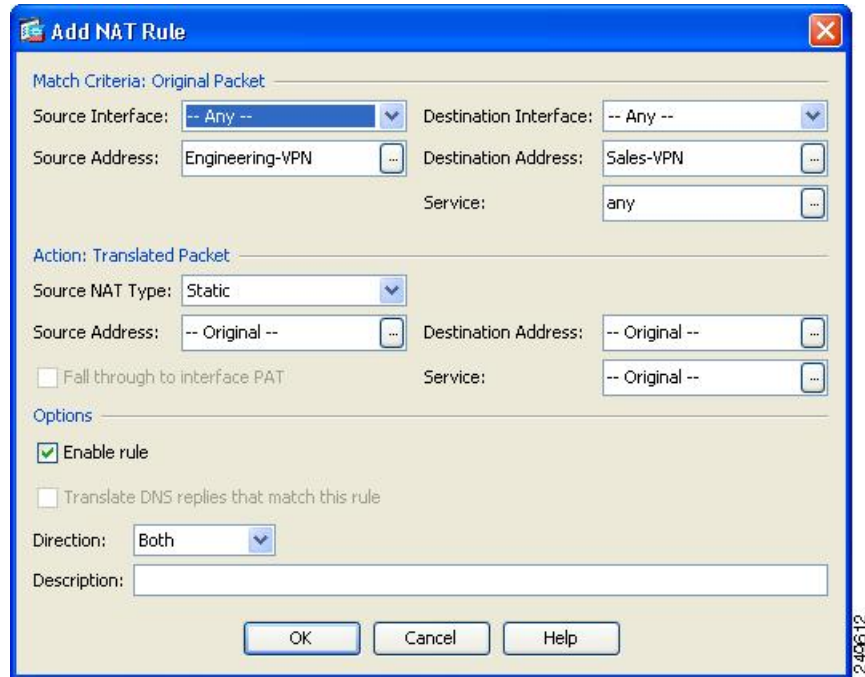 Add NAT Rule
Match Criteria: Original Packet
Source Interface: -- Any -- Destination Interface: -- Any --
Source Address: Engineering-VPN ... Destination Address: Sales-VPN ...
Service: any ...
Action: Translated Packet
Source NAT Type: Static
Source Address: -- Original -- ... Destination Address: -- Original -- ...
Fall through to interface PAT Service: -- Original -- ...
Options
Enable rule
Translate DNS replies that match this rule
Direction: Both
Description:
OK Cancel Help
249612